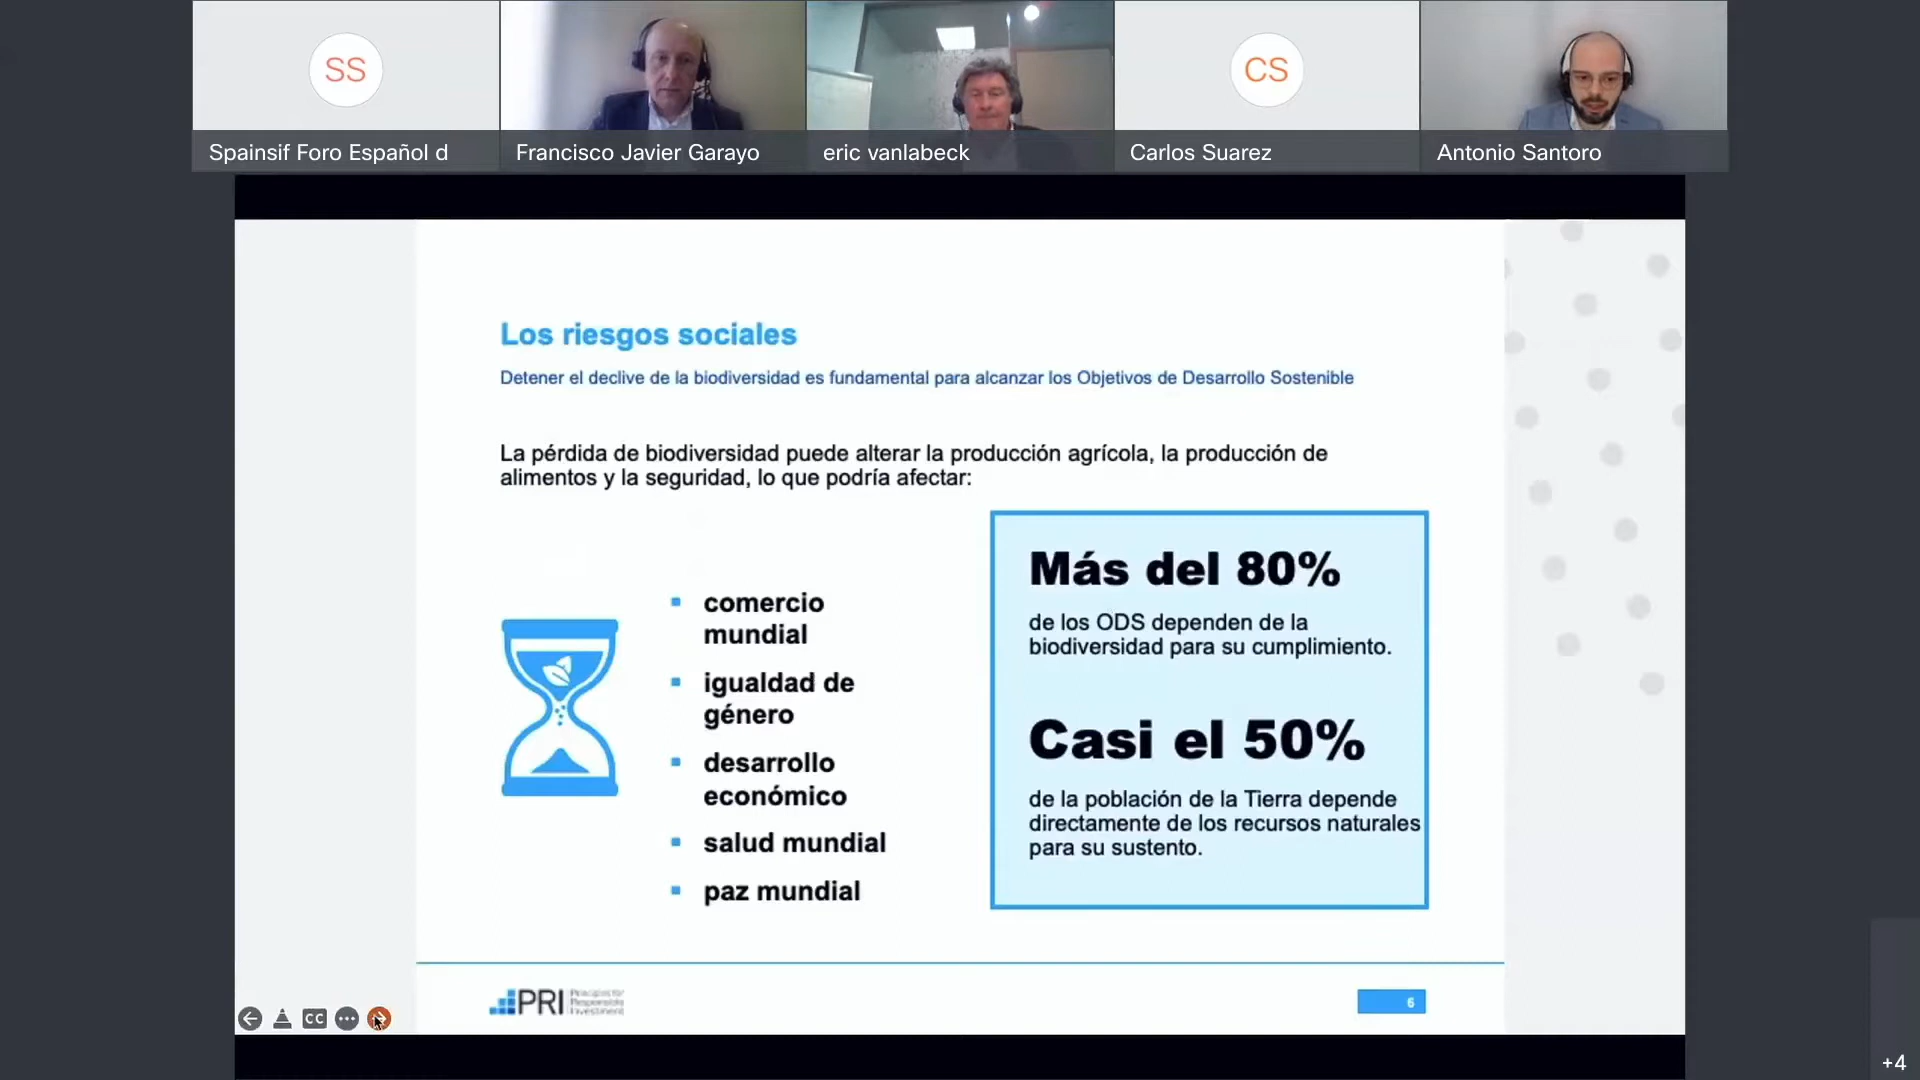 SS
CS
Spainsif Foro Español d
Francisco Javier Garayo
eric vanlabeck
Carlos Suarez
Antonio Santoro
Los riesgos sociales
Detener el declive de la biodiversidad es fundamental para alcanzar los Objetivos de Desarrollo Sostenible
La pérdida de biodiversidad puede alterar la producción agrícola, la producción de
alimentos y la seguridad, lo que podría afectar:
comercio
mundial
igualdad de
género
desarrollo
económico
salud mundial
paz mundial
Más del 80%
de los ODS dependen de la
biodiversidad para su cumplimiento.
Casi el 50%
de la población de la Tierra depende
directamente de los recursos naturales
para su sustento.
PRI
Principles for
Responsible
Investment
6
CC
+4